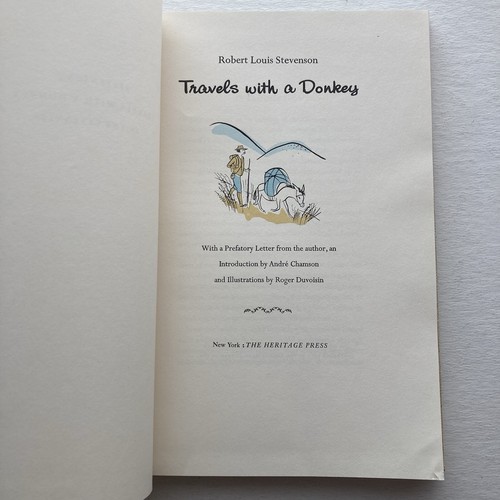 Robert Louis Stevenson
Travels with a Donkey
With a Prefatory Letter from the author, an
Introduction by André Chamson
and Illustrations by Roger Duvoisin
New York : THE HERITAGE PRESS